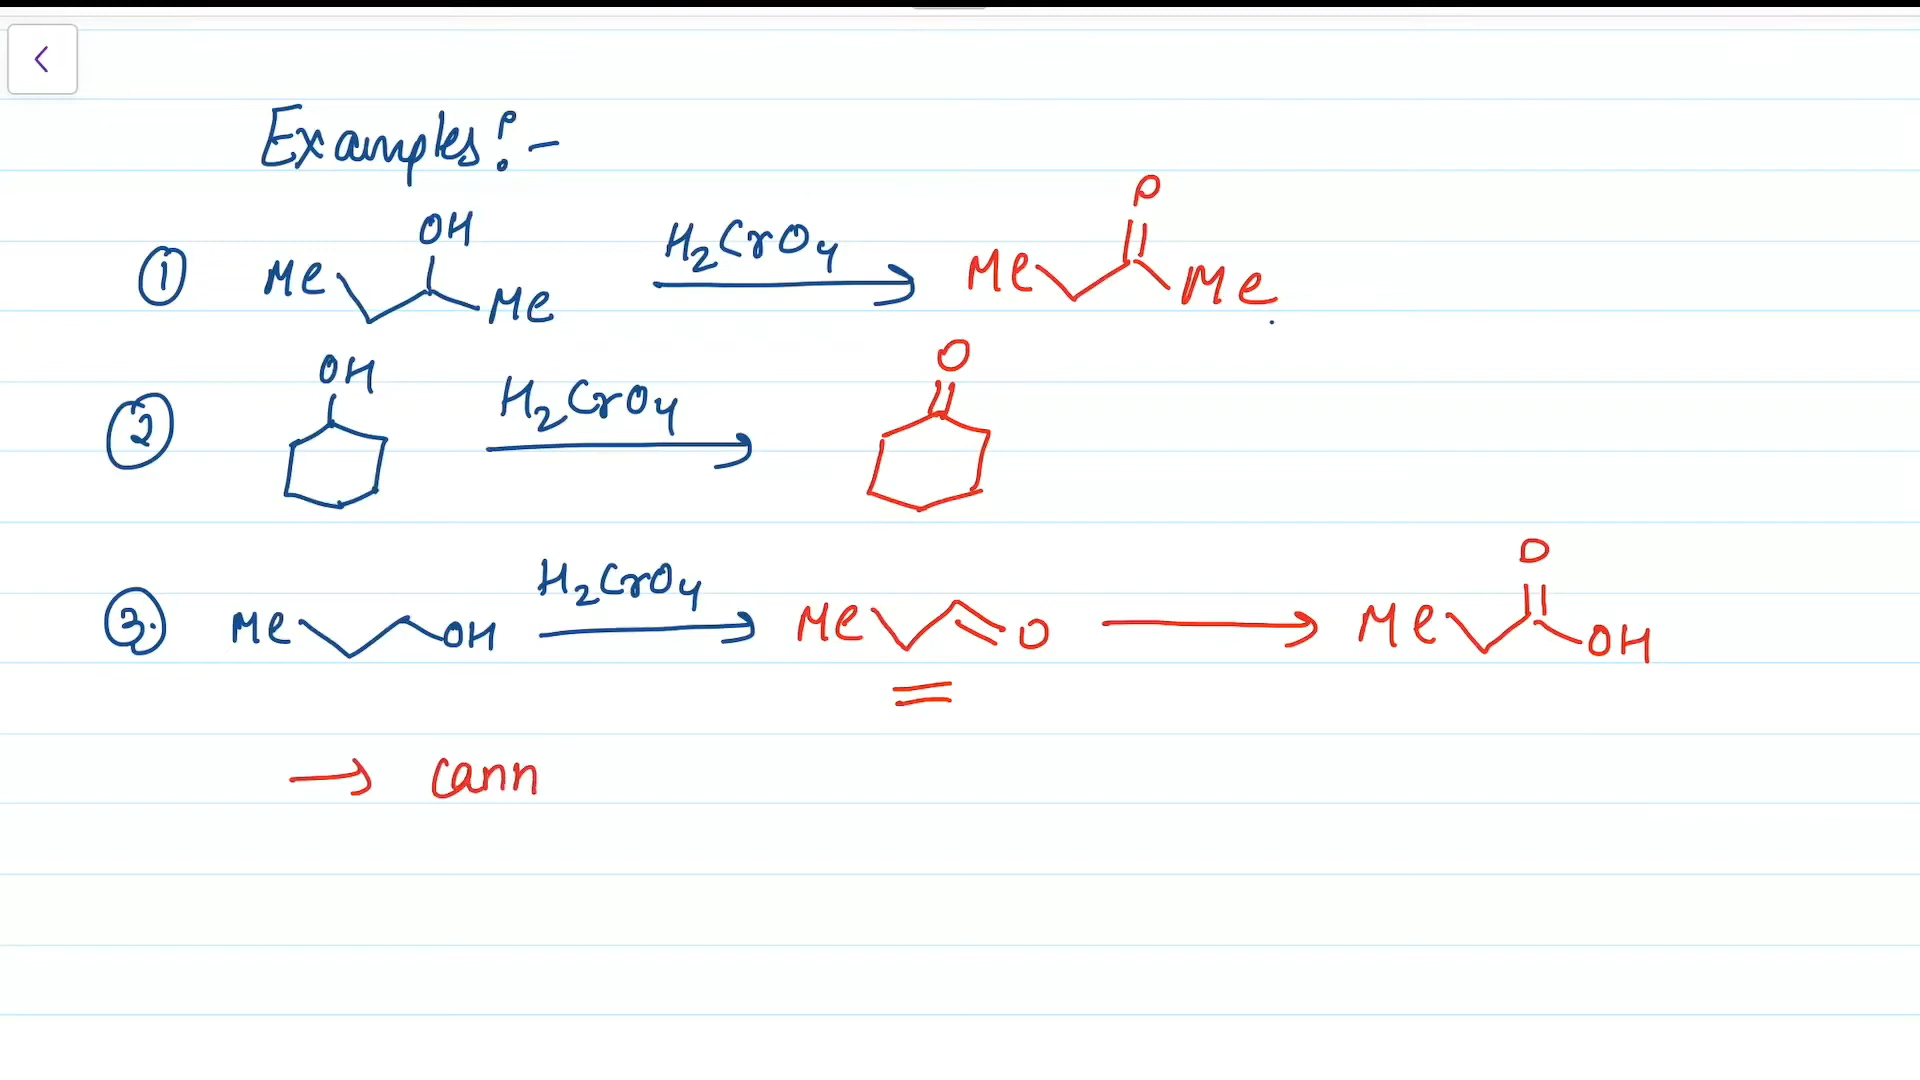 Examples:-
① Me OH Me H₂CrO₄ → Me O Me.
② OH H₂CrO₄ → O
③. Me OH H₂CrO₄ → Me O → Me O OH
→ Cann